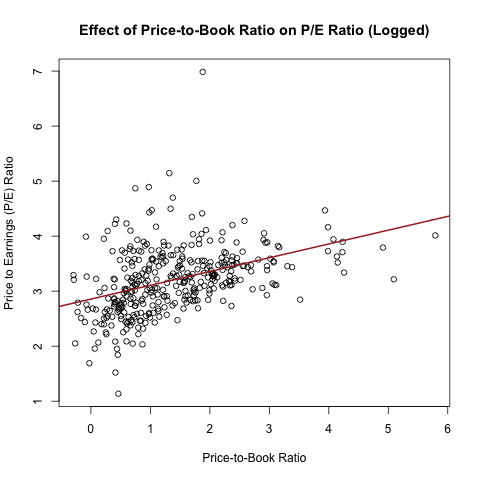 Effect of Price-to-Book Ratio on P/E Ratio (Logged)
Price to Earnings (P/E) Ratio
7
6
5
4
3
2
1
0 1 2 3 4 5 6
Price-to-Book Ratio